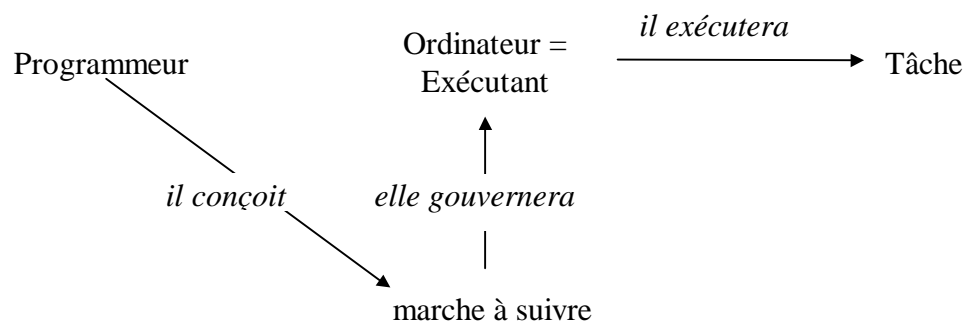 il exécutera
Ordinateur =
Programmeur
Tâche
Exécutant
il conçoit
elle gouvernera
marche à suivre